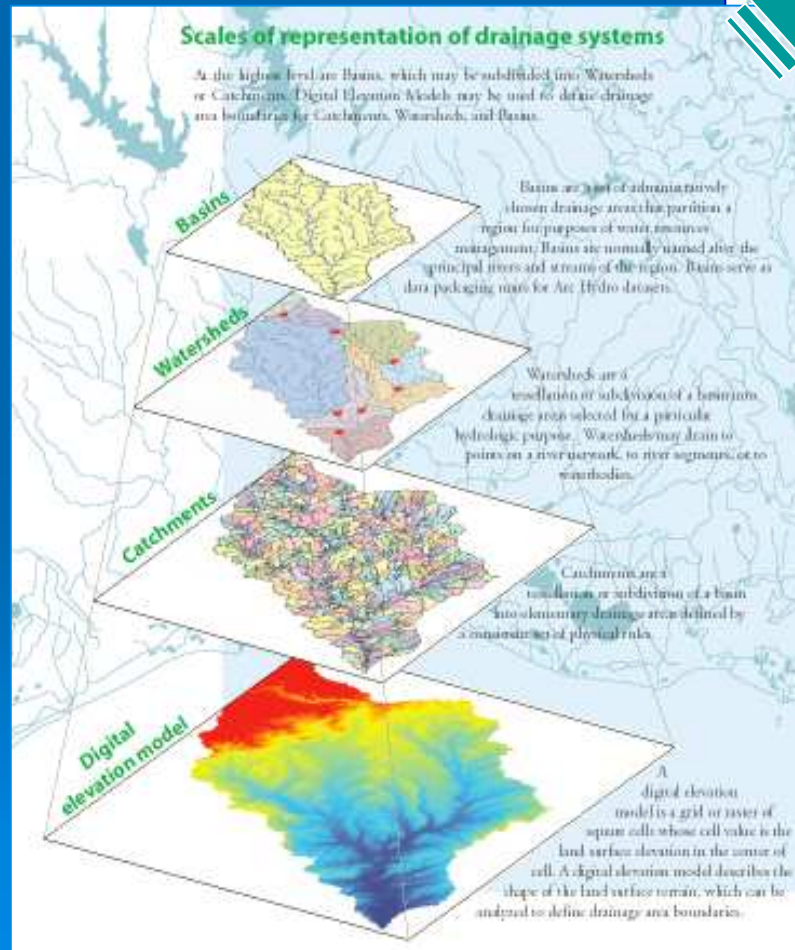 Scales of representation of drainage systems
At the highest level are Basins, which may be subdivided into Watersheds
or Catchments. Digital Elevation Models may be used to define drainage
area boundaries for Catchments, Watersheds, and Basins.
Basins
Basins are a set of administratively
chosen drainage areas that partition a
region for purposes of water resources
management. Basins are normally named after the
principal rivers and streams of the region. Basins serve as
data packaging units for Arc Hydro datasets.
Watersheds
Watersheds are a
tessellation or subdivision of a basin into
drainage areas selected for a particular
hydrologic purpose. Watersheds may drain to
points on a river network, to river segments, or to
waterbodies.
Catchments
Catchments are a
tessellation or subdivision of a basin
into elementary drainage areas defined by
a consistent set of physical rules.
Digital
elevation model
A
digital elevation
model is a grid or raster of
square cells whose cell value is the
land surface elevation in the center of
cell. A digital elevation model describes the
shape of the land surface terrain, which can be
analyzed to define drainage area boundaries.